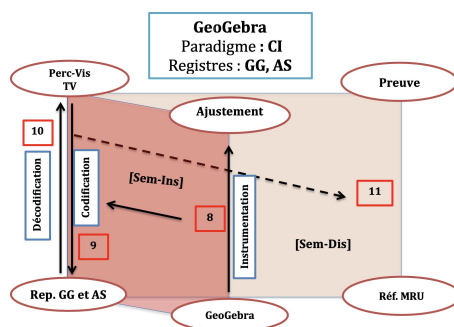 GeoGebra
Paradigme : CI
Registres : GG, AS
Perc-Vis
TV
Preuve
Ajustement
10
Décodification
Codification
[Sem-Ins]
8
Instrumentation
11
9
[Sem-Dis]
Rep. GG et AS
GeoGebra
Réf. MRU